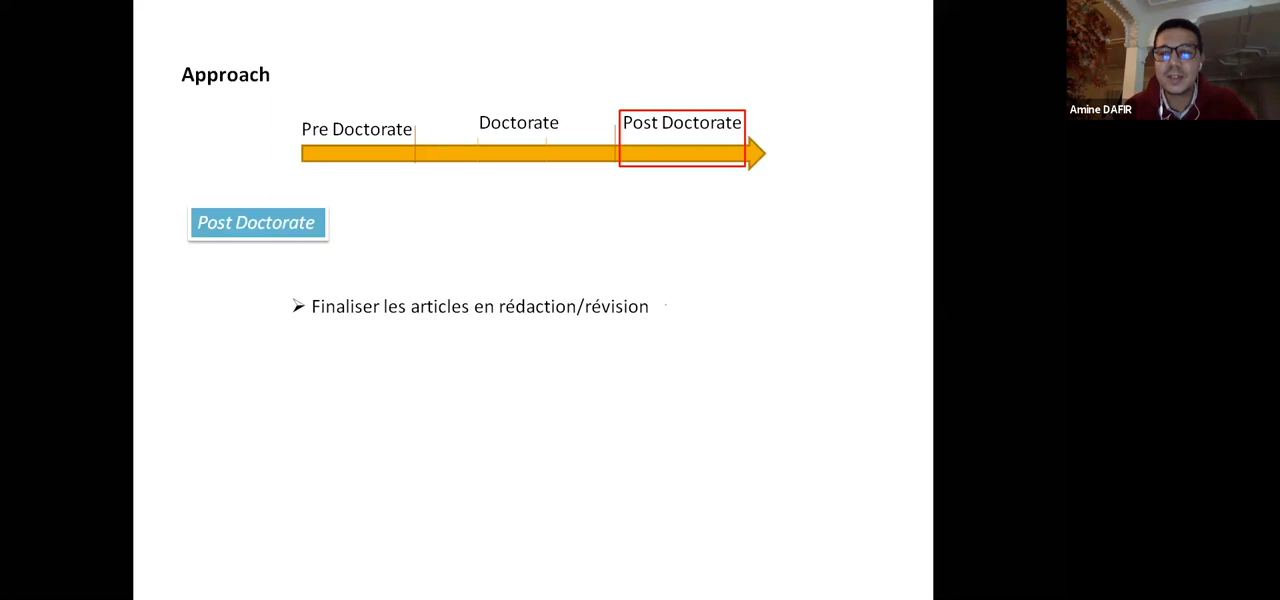 Approach
Pre Doctorate
Doctorate
Post Doctorate
Post Doctorate
➢ Finaliser les articles en rédaction/révision
Amine DAFIR